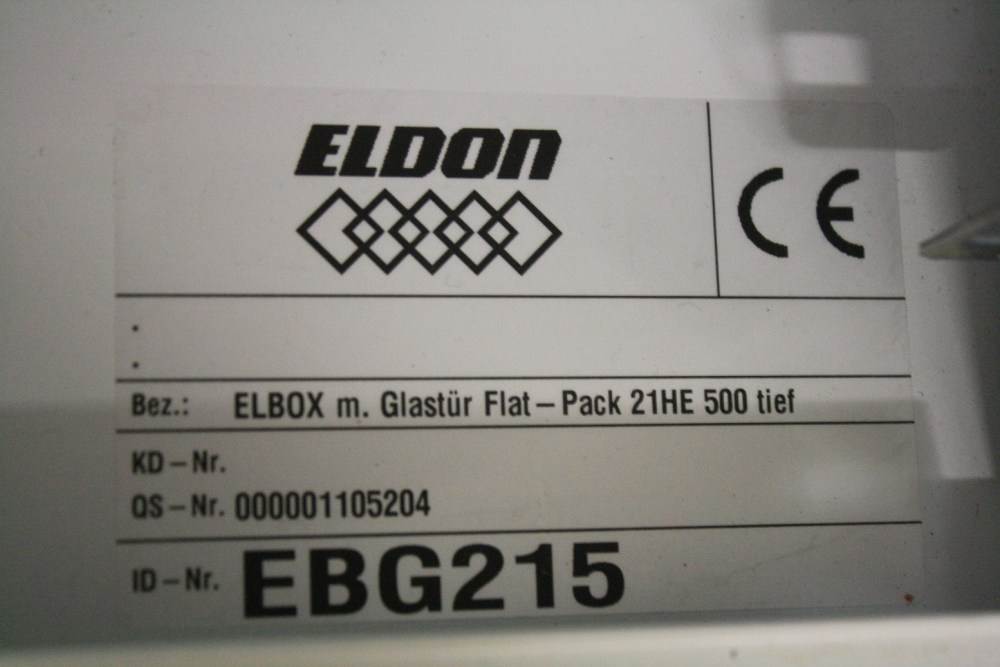 ELDON
CE
.
.
Bez.: ELBOX m. Glastür Flat-Pack 21HE 500 tief
KD-Nr.
QS-Nr. 000001105204
ID-Nr. EBG215